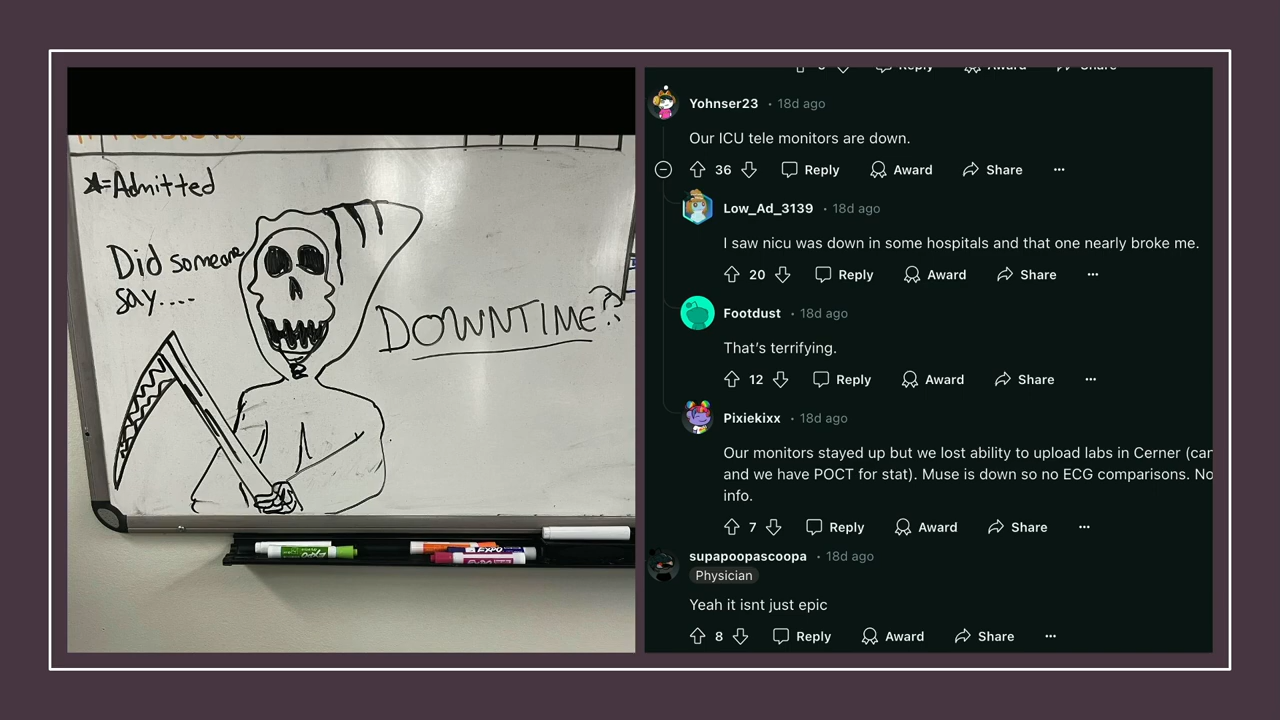 =Admitted
Did someone
say....
DOWNTIME??
Reply Award Share
Yohnser23 • 18d ago
Our ICU tele monitors are down.
36 Reply Award Share
Low_Ad_3139 • 18d ago
I saw nicu was down in some hospitals and that one nearly broke me.
20 Reply Award Share
Footdust • 18d ago
That's terrifying.
12 Reply Award Share
Pixiekixx • 18d ago
Our monitors stayed up but we lost ability to upload labs in Cerner (can
and we have POCT for stat). Muse is down so no ECG comparisons. No
info.
7 Reply Award Share
supapoopascoopa • 18d ago
Physician
Yeah it isnt just epic
8 Reply Award Share
EXPO